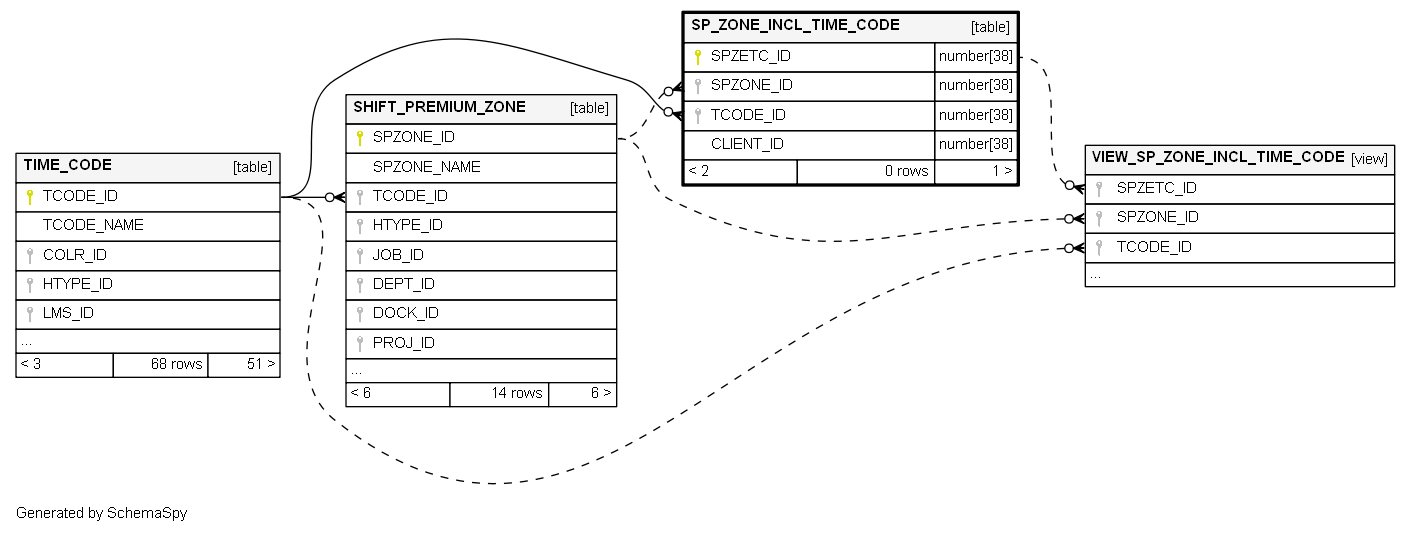 SP_ZONE_INCL_TIME_CODE [table]
SPZETC_ID number[38]
SPZONE_ID number[38]
TCODE_ID number[38]
CLIENT_ID number[38]
< 2 0 rows 1 >
SHIFT_PREMIUM_ZONE [table]
SPZONE_ID
SPZONE_NAME
TCODE_ID
HTYPE_ID
JOB_ID
DEPT_ID
DOCK_ID
PROJ_ID
...
< 6 14 rows 6 >
TIME_CODE [table]
TCODE_ID
TCODE_NAME
COLR_ID
HTYPE_ID
LMS_ID
...
< 3 68 rows 51 >
VIEW_SP_ZONE_INCL_TIME_CODE [view]
SPZETC_ID
SPZONE_ID
TCODE_ID
...
Generated by SchemaSpy